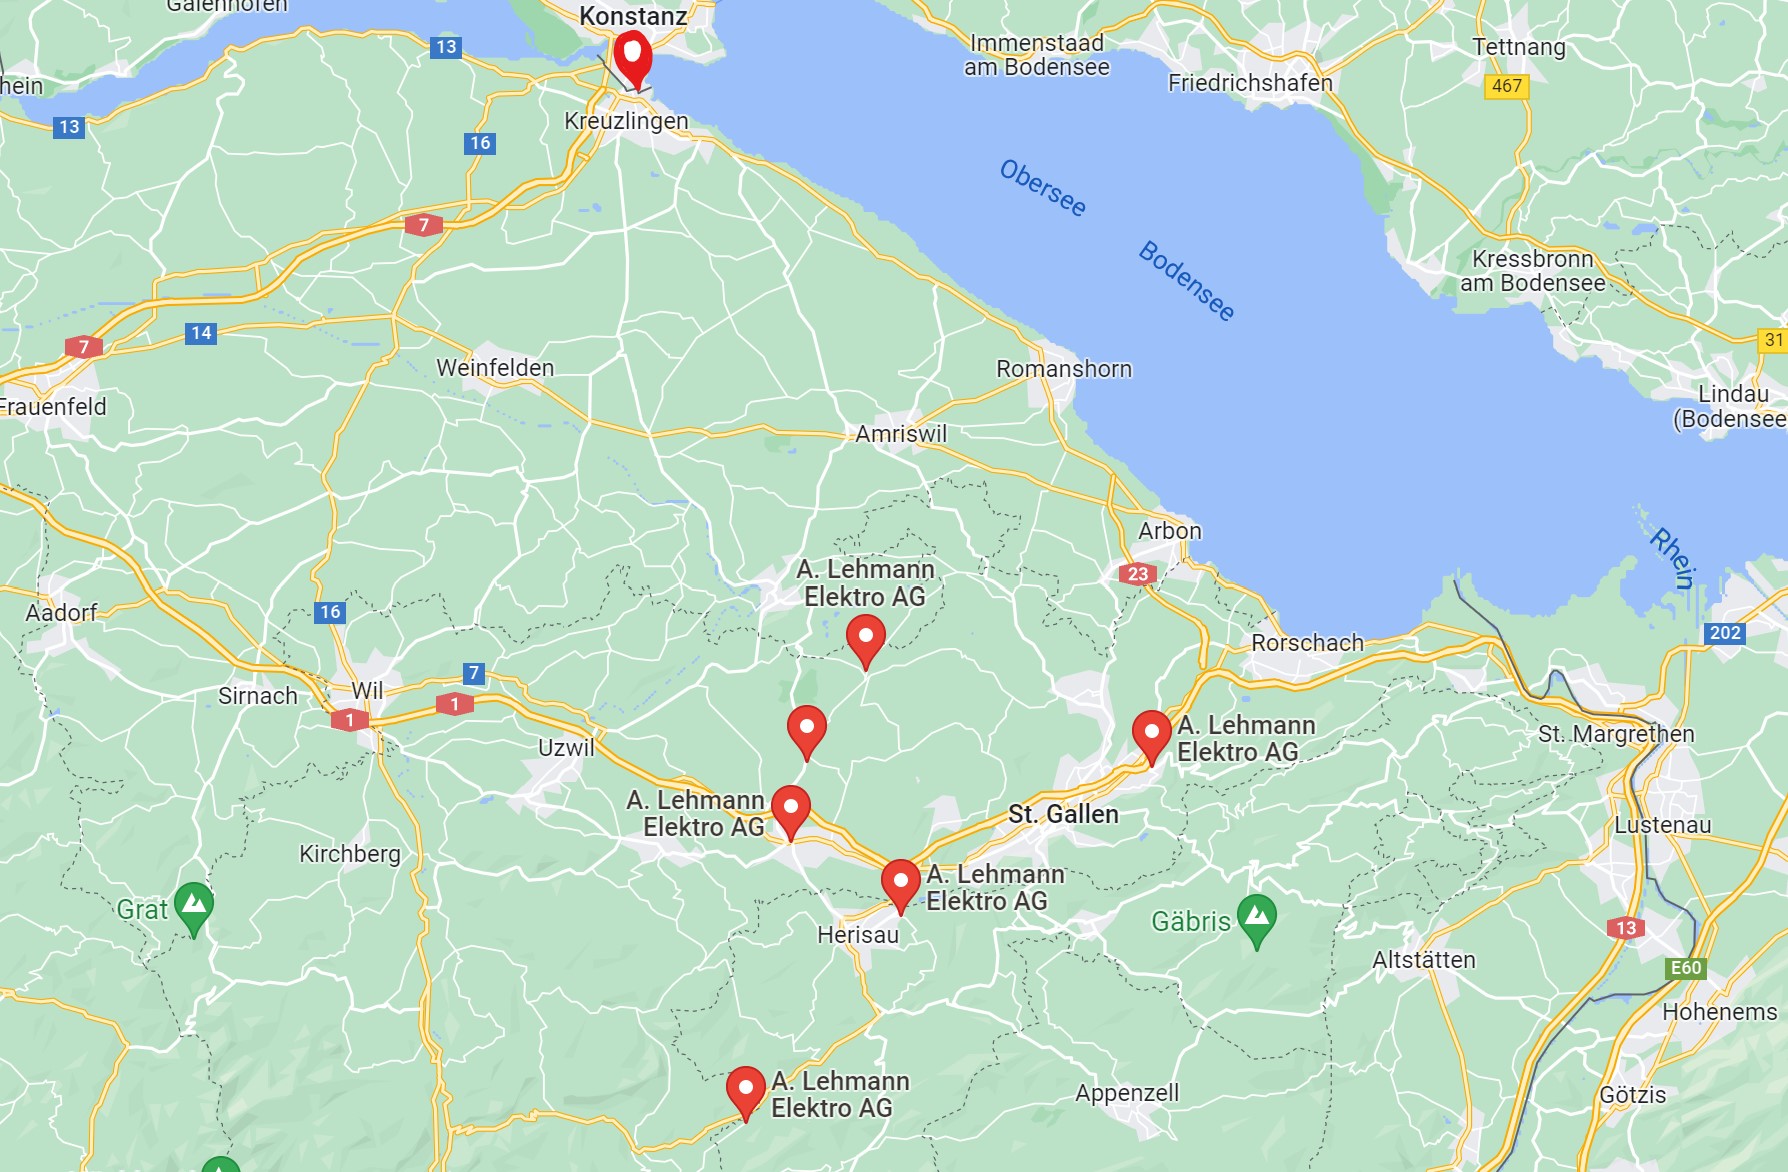 Gaienhofen
Konstanz
13
Immenstaad
am Bodensee
Tettnang
Friedrichshafen
467
hein
13
Kreuzlingen
16
Obersee
7
Bodensee
Kressbronn
am Bodensee
14
7
31
Weinfelden
Romanshorn
Lindau
(Bodensee
Frauenfeld
Amriswil
Arbon
Rhein
A. Lehmann
Elektro AG
23
Aadorf
16
202
Rorschach
7
Sirnach
Wil
1
1
Uzwil
A. Lehmann
Elektro AG
St. Margrethen
A. Lehmann
Elektro AG
St. Gallen
Lustenau
Kirchberg
A. Lehmann
Elektro AG
Grat
Gäbris
Herisau
13
Altstätten
E60
Hohenems
A. Lehmann
Elektro AG
Appenzell
Götzis